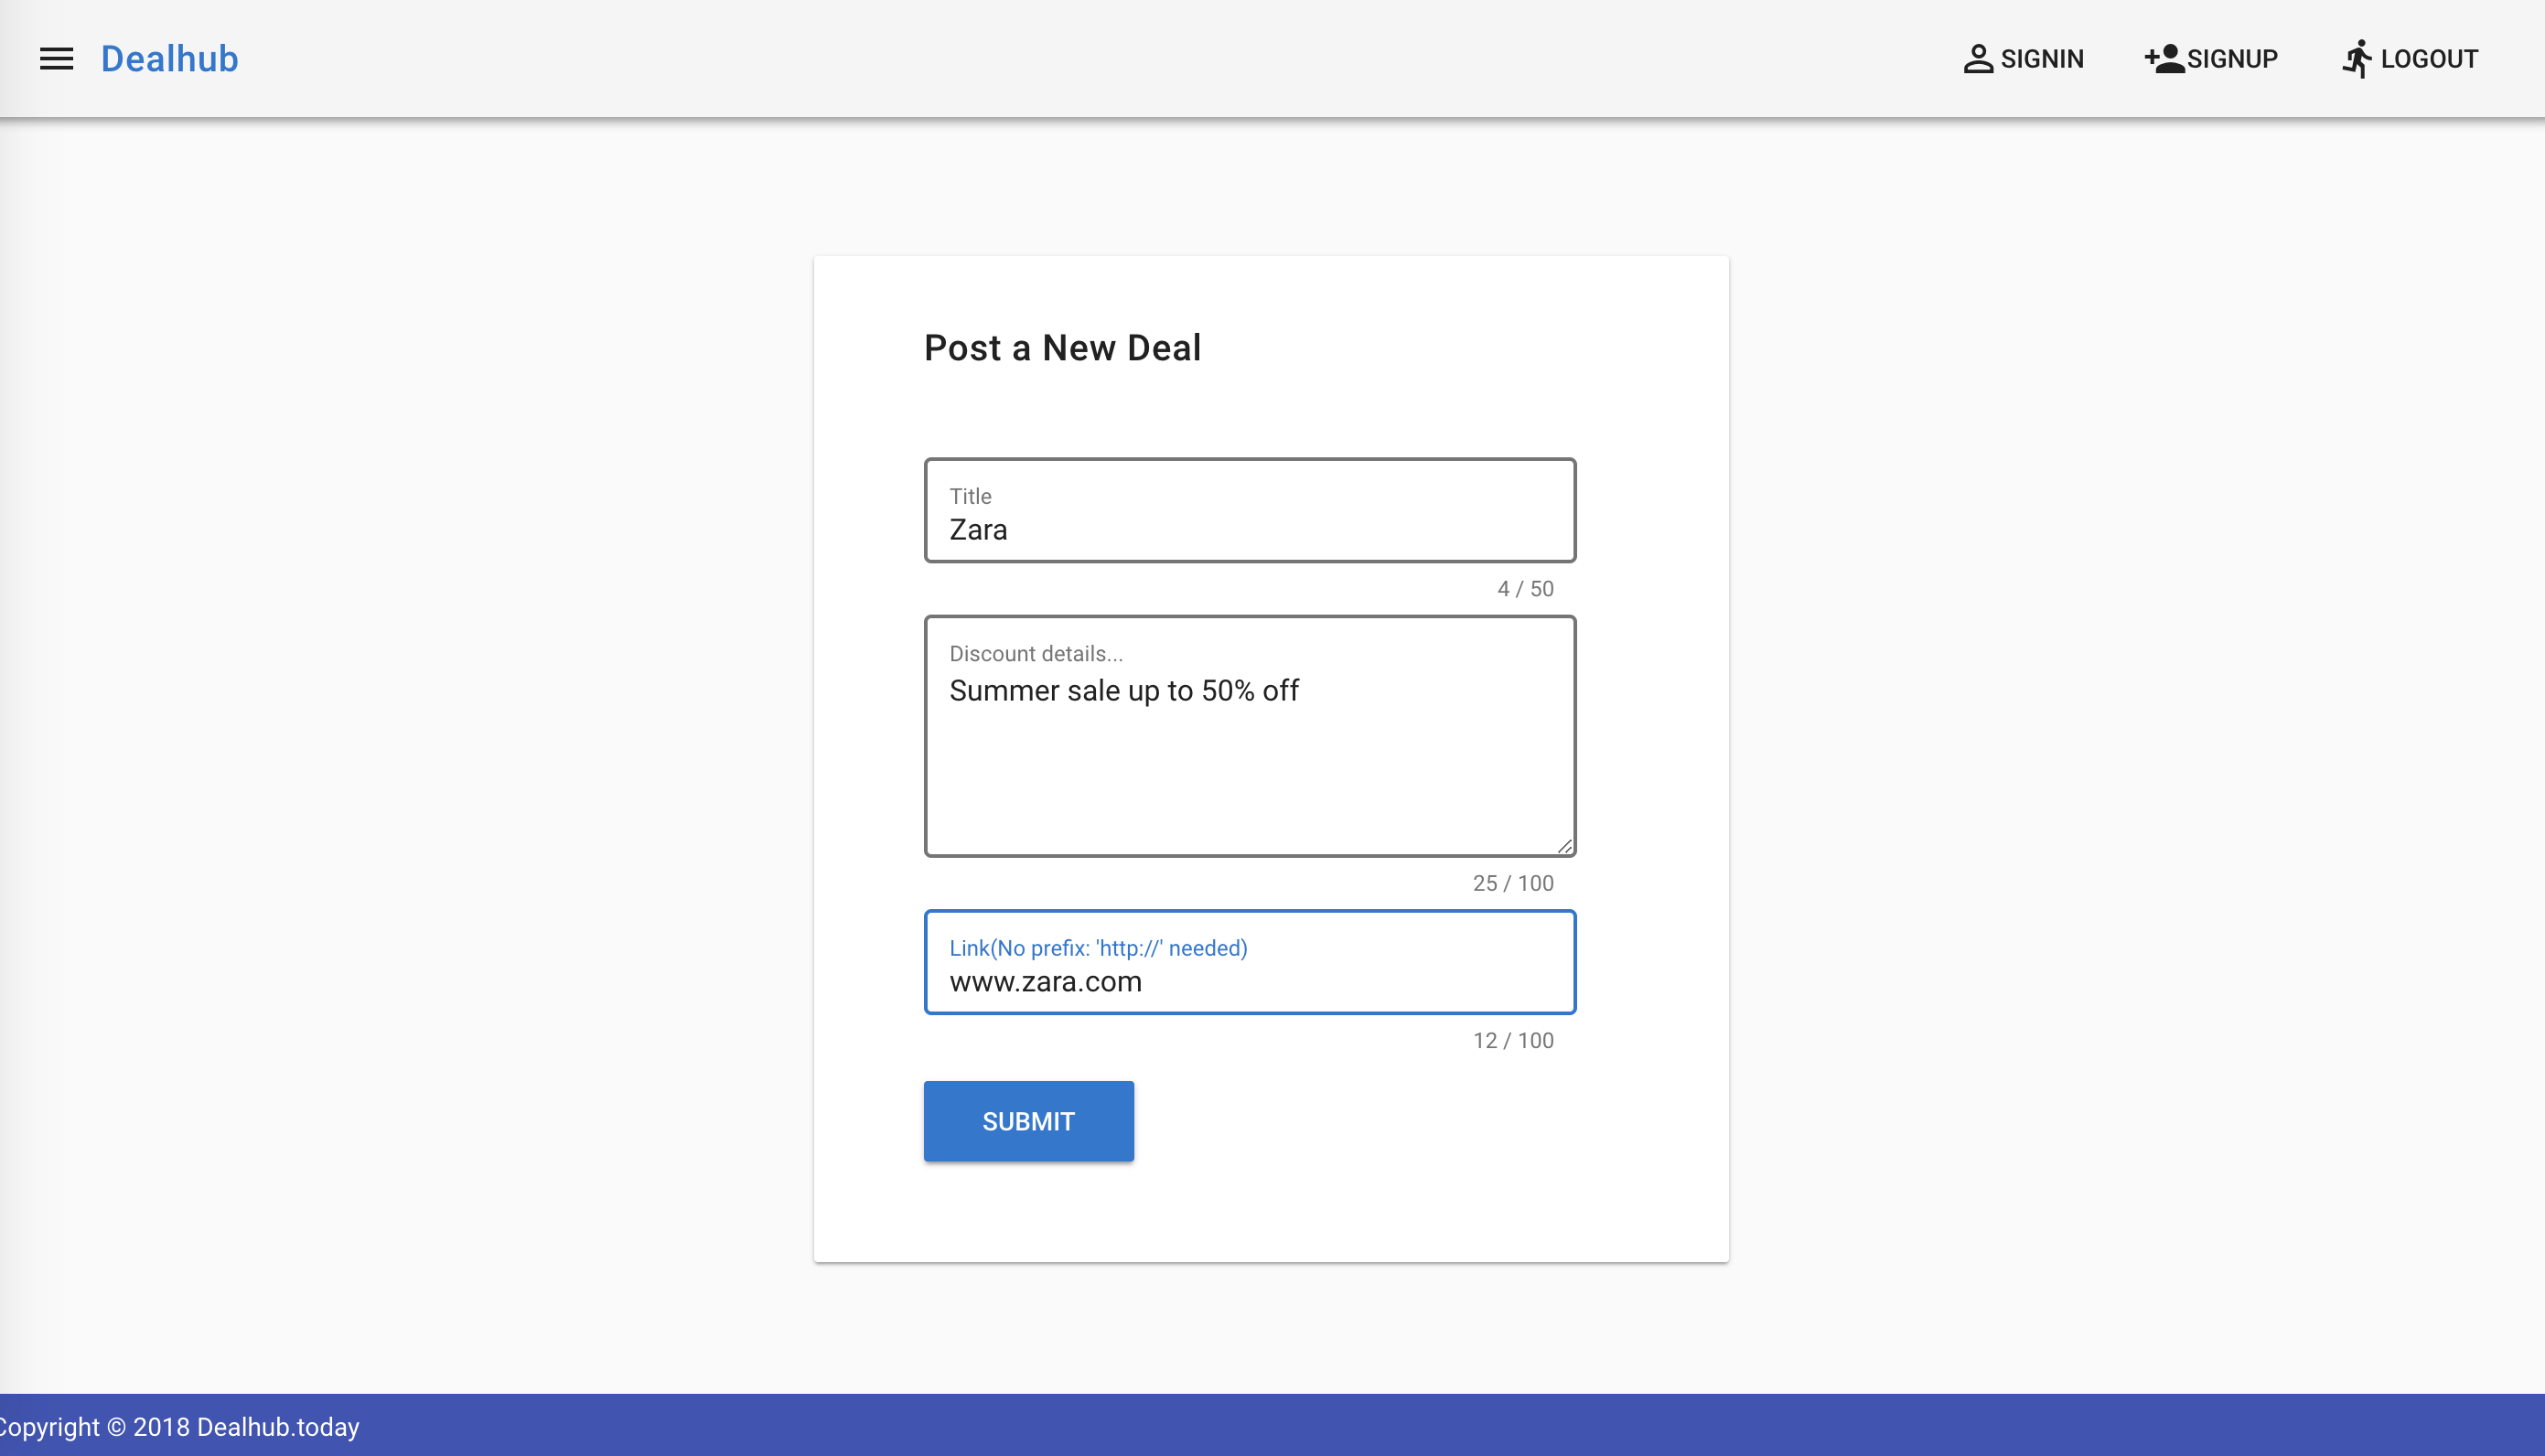 Dealhub
SIGNIN
SIGNUP
LOGOUT
Post a New Deal
Title
Zara
4 / 50
Discount details...
Summer sale up to 50% off
25 / 100
Link(No prefix: 'http://' needed)
www.zara.com
12 / 100
SUBMIT
Copyright © 2018 Dealhub.today